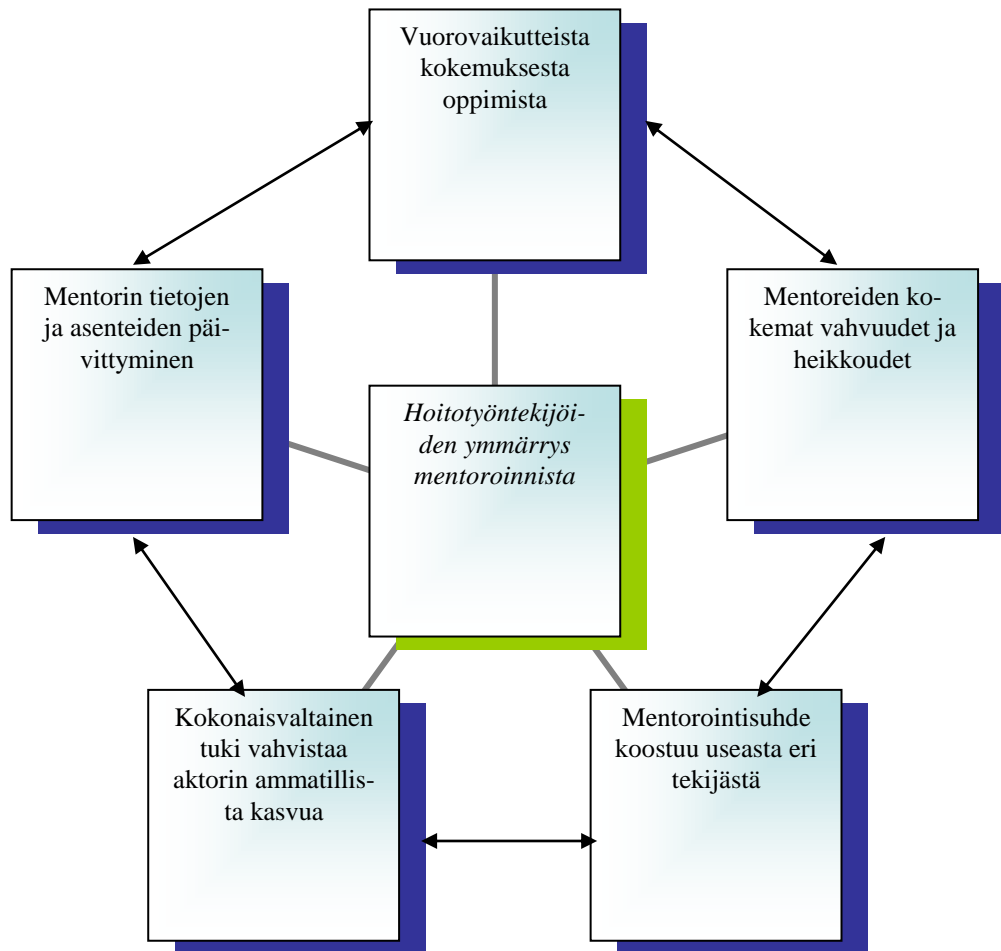 Vuorovaikutteista
kokemuksesta
oppimista
Mentorin tietojen
ja asenteiden päi-
vittyminen
Mentoreiden ko-
kemat vahvuudet ja
heikkoudet
Hoitotyöntekijöi-
den ymmärrys
mentoroinnista
Kokonaisvaltainen
tuki vahvistaa
aktorin ammatillis-
ta kasvua
Mentorointisuhde
koostuu useasta eri
tekijästä